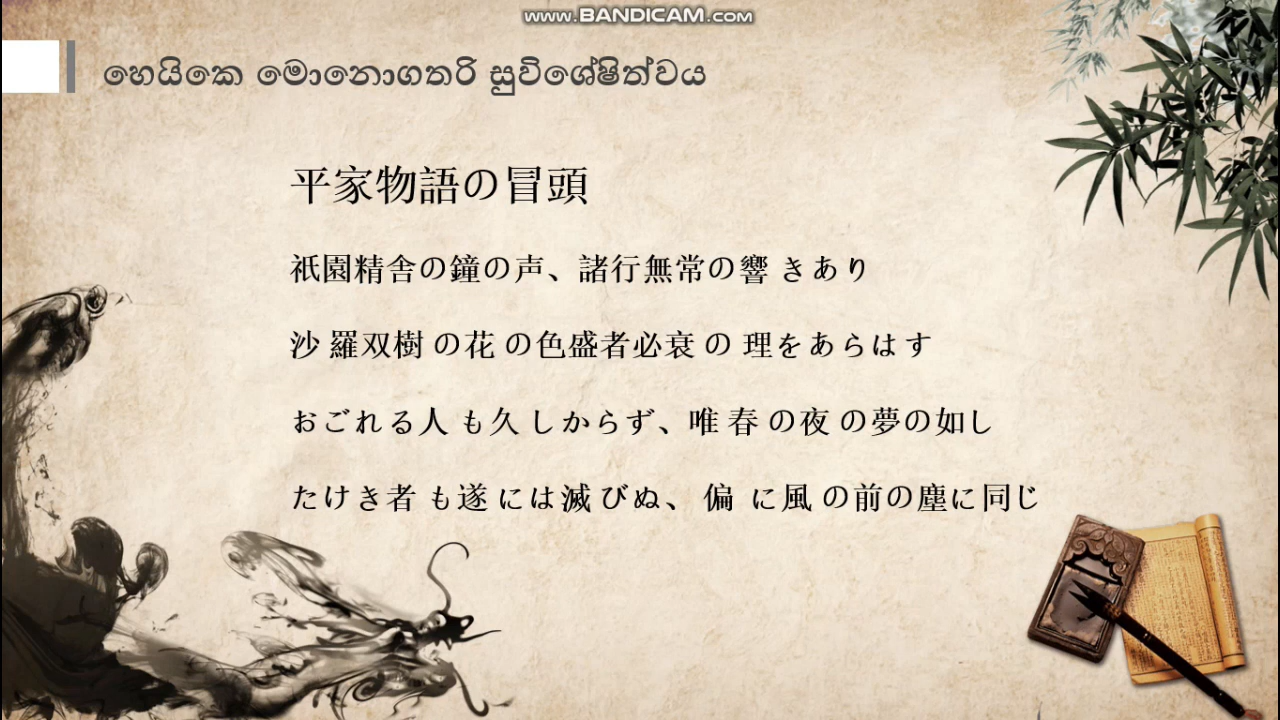 www.BANDICAM.com
හෙයිකෙ මොනොගතරි සුවිශේෂිත්වය
平家物語の冒頭
祇園精舎の鐘の声、諸行無常の響 きあり
沙 羅双樹 の花 の色盛者必衰 の 理をあらは す
おごれる人 も久 しからず、唯 春 の夜 の夢の如し
たけき者 も遂 には滅 びぬ、 偏 に風 の前の塵に同じ